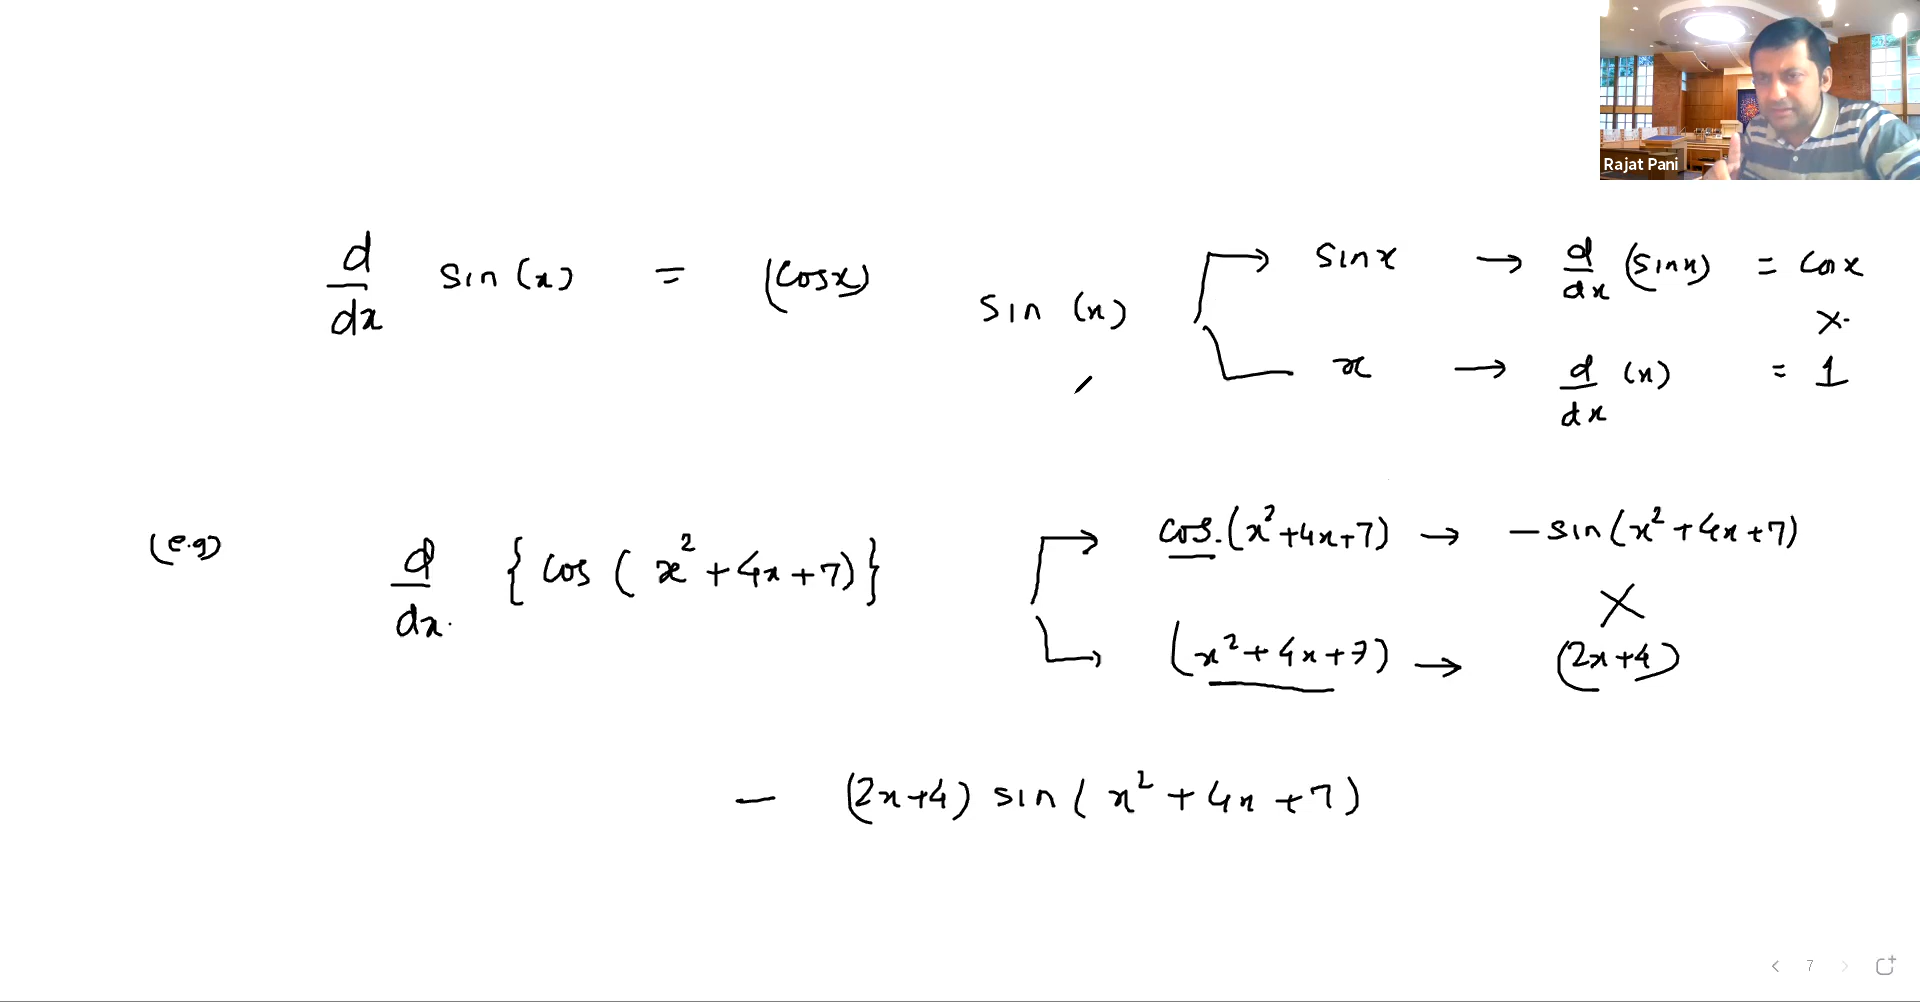 Rajat Pani
d/dx sin(x) = (cosx)
sin (x)
sinx → d/dx (sinx) = cosx
x
x → d/dx (x) = 1
(e.g)
d/dx. { cos ( x² + 4x + 7) }
cos. (x² + 4x + 7) → − sin (x² + 4x + 7)
X
(x² + 4x + 7) → (2x + 4)
− (2x+4) sin ( x² + 4x + 7)
< 7 >